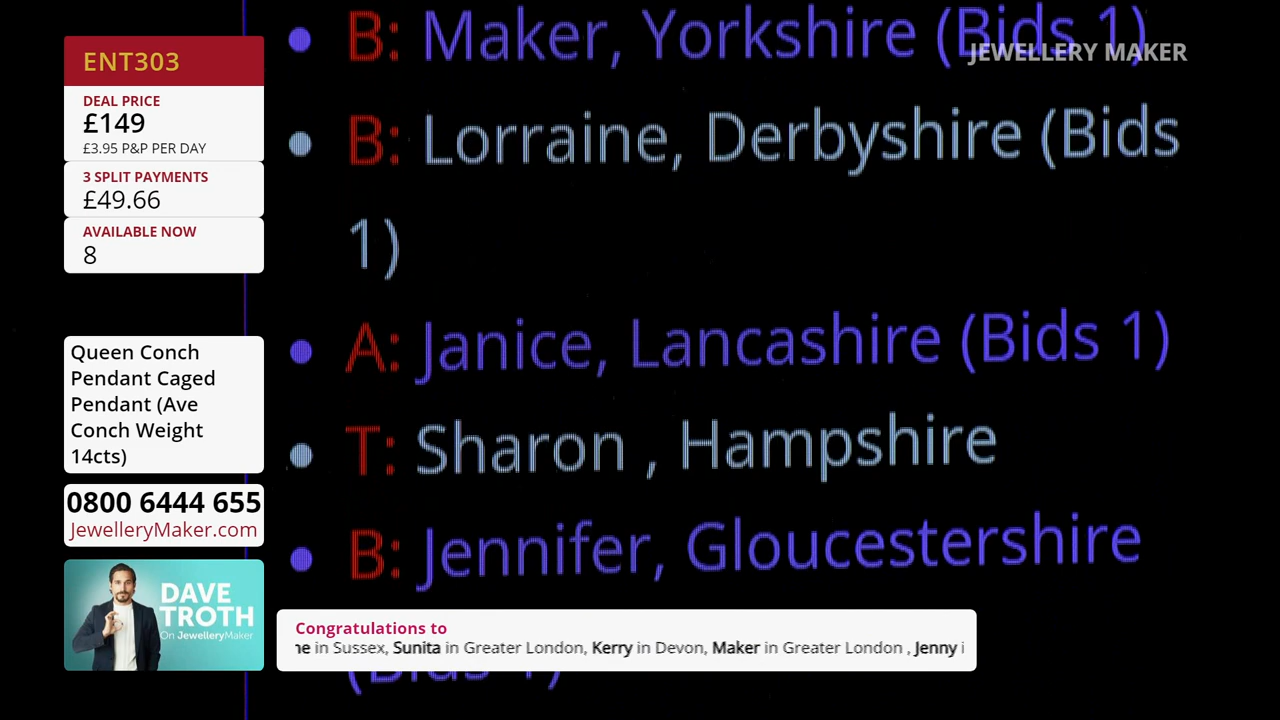 ENT303
DEAL PRICE
£149
£3.95 P&P PER DAY
3 SPLIT PAYMENTS
£49.66
AVAILABLE NOW
8
Queen Conch
Pendant Caged
Pendant (Ave
Conch Weight
14cts)
0800 6444 655
JewelleryMaker.com
DAVE
TROTH
On JewelleryMaker
JEWELLERY MAKER
B: Maker, Yorkshire (Bids 1)
B: Lorraine, Derbyshire (Bids
1)
A: Janice, Lancashire (Bids 1)
T: Sharon , Hampshire
B: Jennifer, Gloucestershire
(Bids 1)
Congratulations to
in Sussex, Sunita in Greater London, Kerry in Devon, Maker in Greater London , Jenny